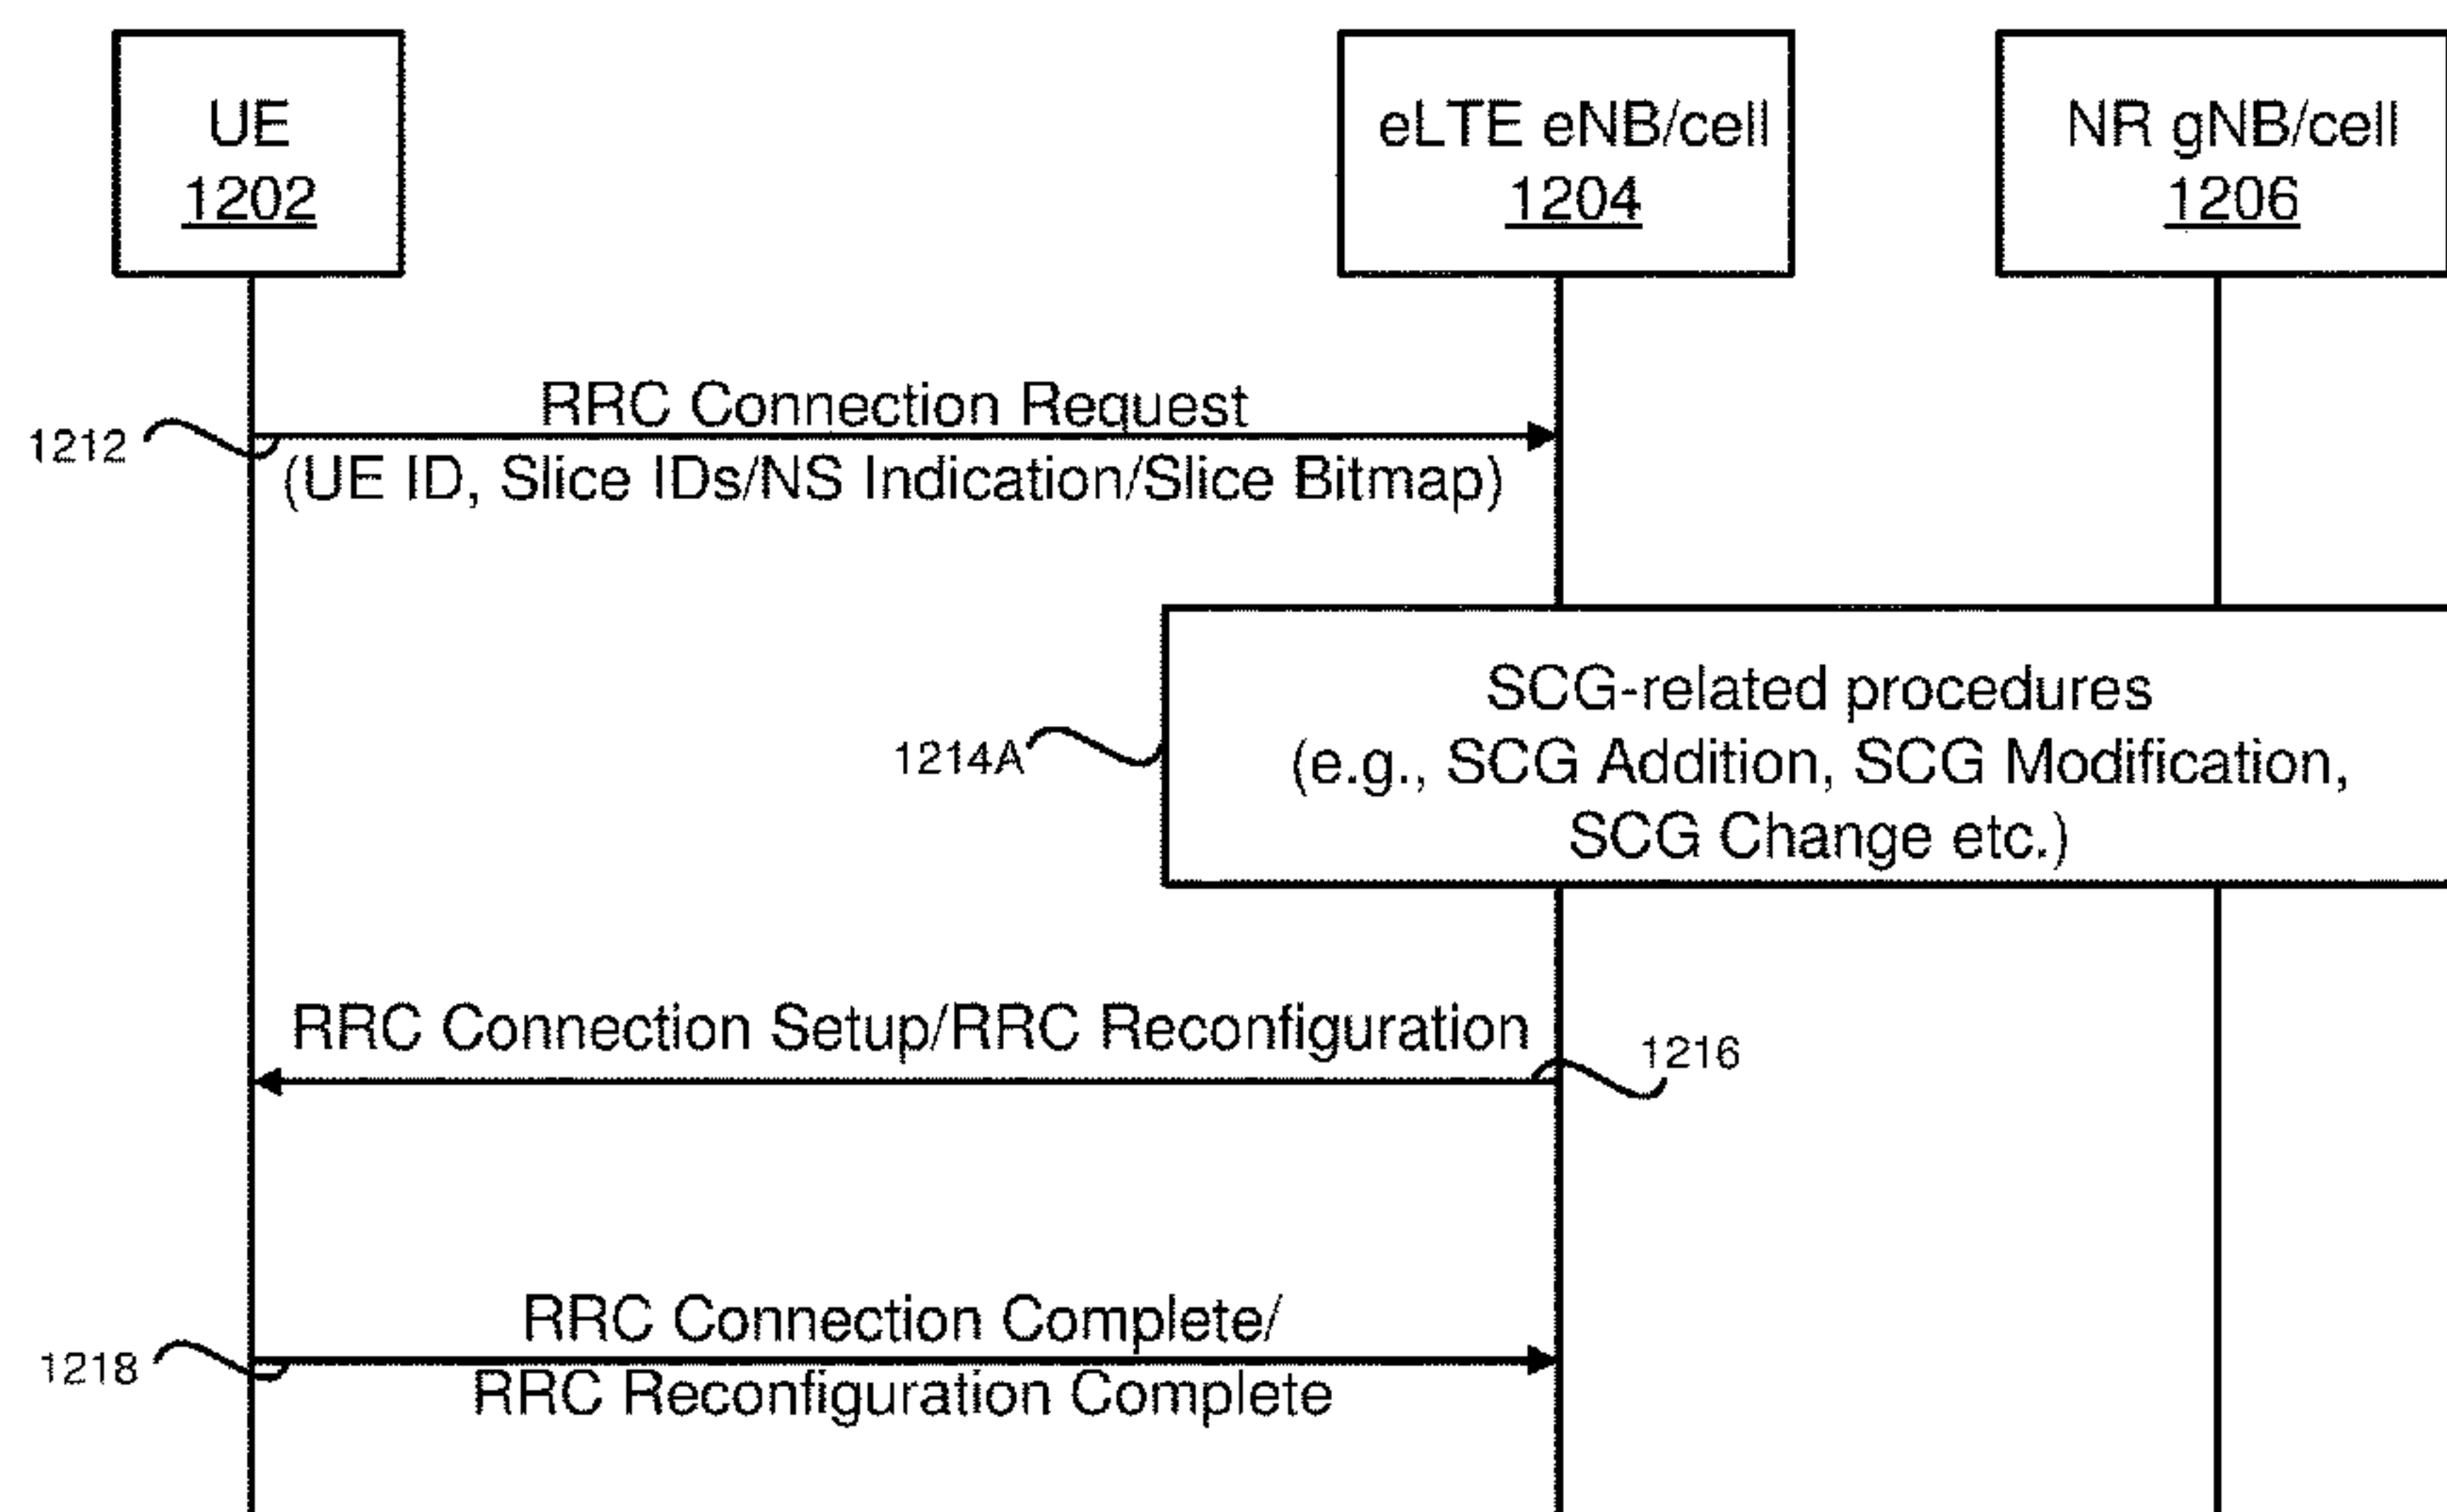 UE
1202
eLTE eNB/cell
1204
NR gNB/cell
1206
RRC Connection Request
1212
(UE ID, Slice IDs/NS Indication/Slice Bitmap)
SCG-related procedures
1214A
(e.g., SCG Addition, SCG Modification,
SCG Change etc.)
RRC Connection Setup/RRC Reconfiguration
1216
RRC Connection Complete/
1218
RRC Reconfiguration Complete